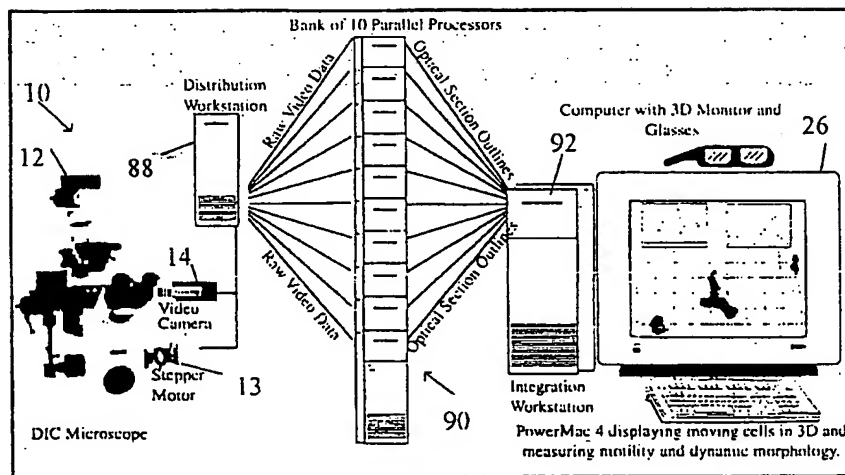 Bank of 10 Parallel Processors
Distribution
Workstation
Raw Video Data
Optical Section Outlines
Computer with 3D Monitor and
Glasses
10
12
88
92
26
14
Video
Camera
Raw Video Data
Optical Section Outlines
Stepper
Motor
13
90
Integration
Workstation
DIC Microscope
PowerMac 4 displaying moving cells in 3D and
measuring motility and dynamic morphology.